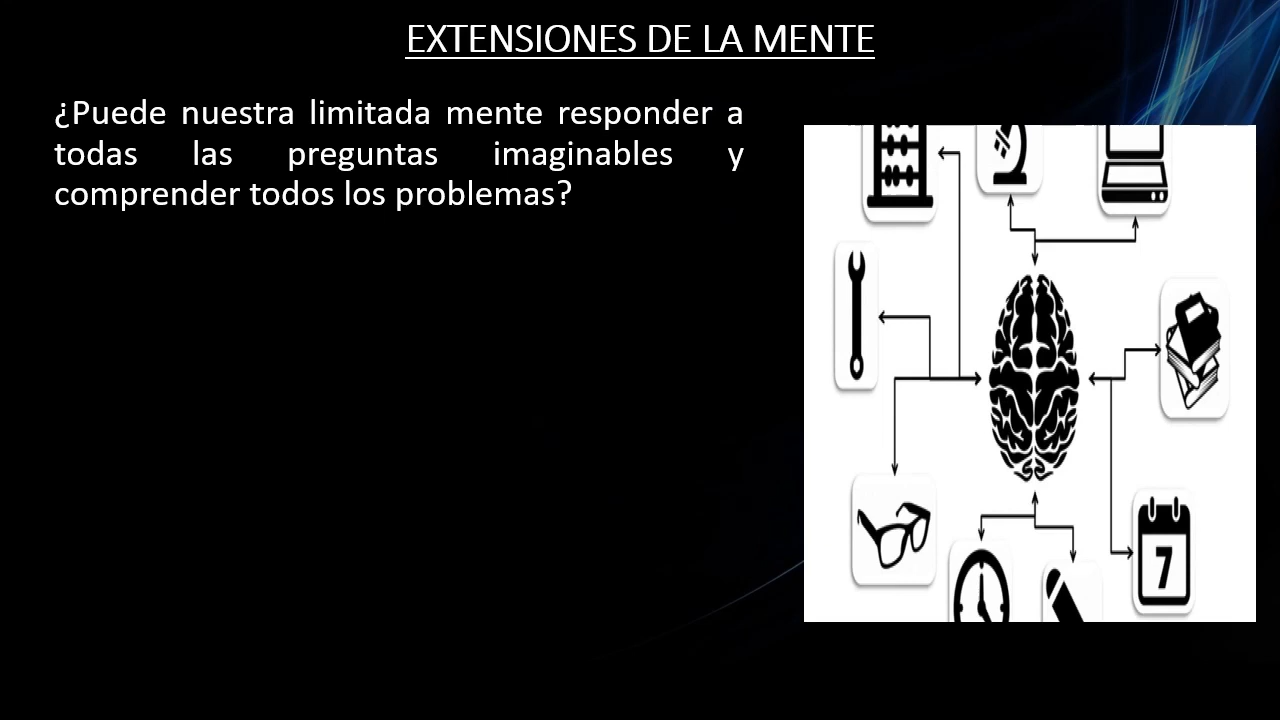 EXTENSIONES DE LA MENTE
¿Puede nuestra limitada mente responder a
todas las preguntas imaginables y
comprender todos los problemas?
7